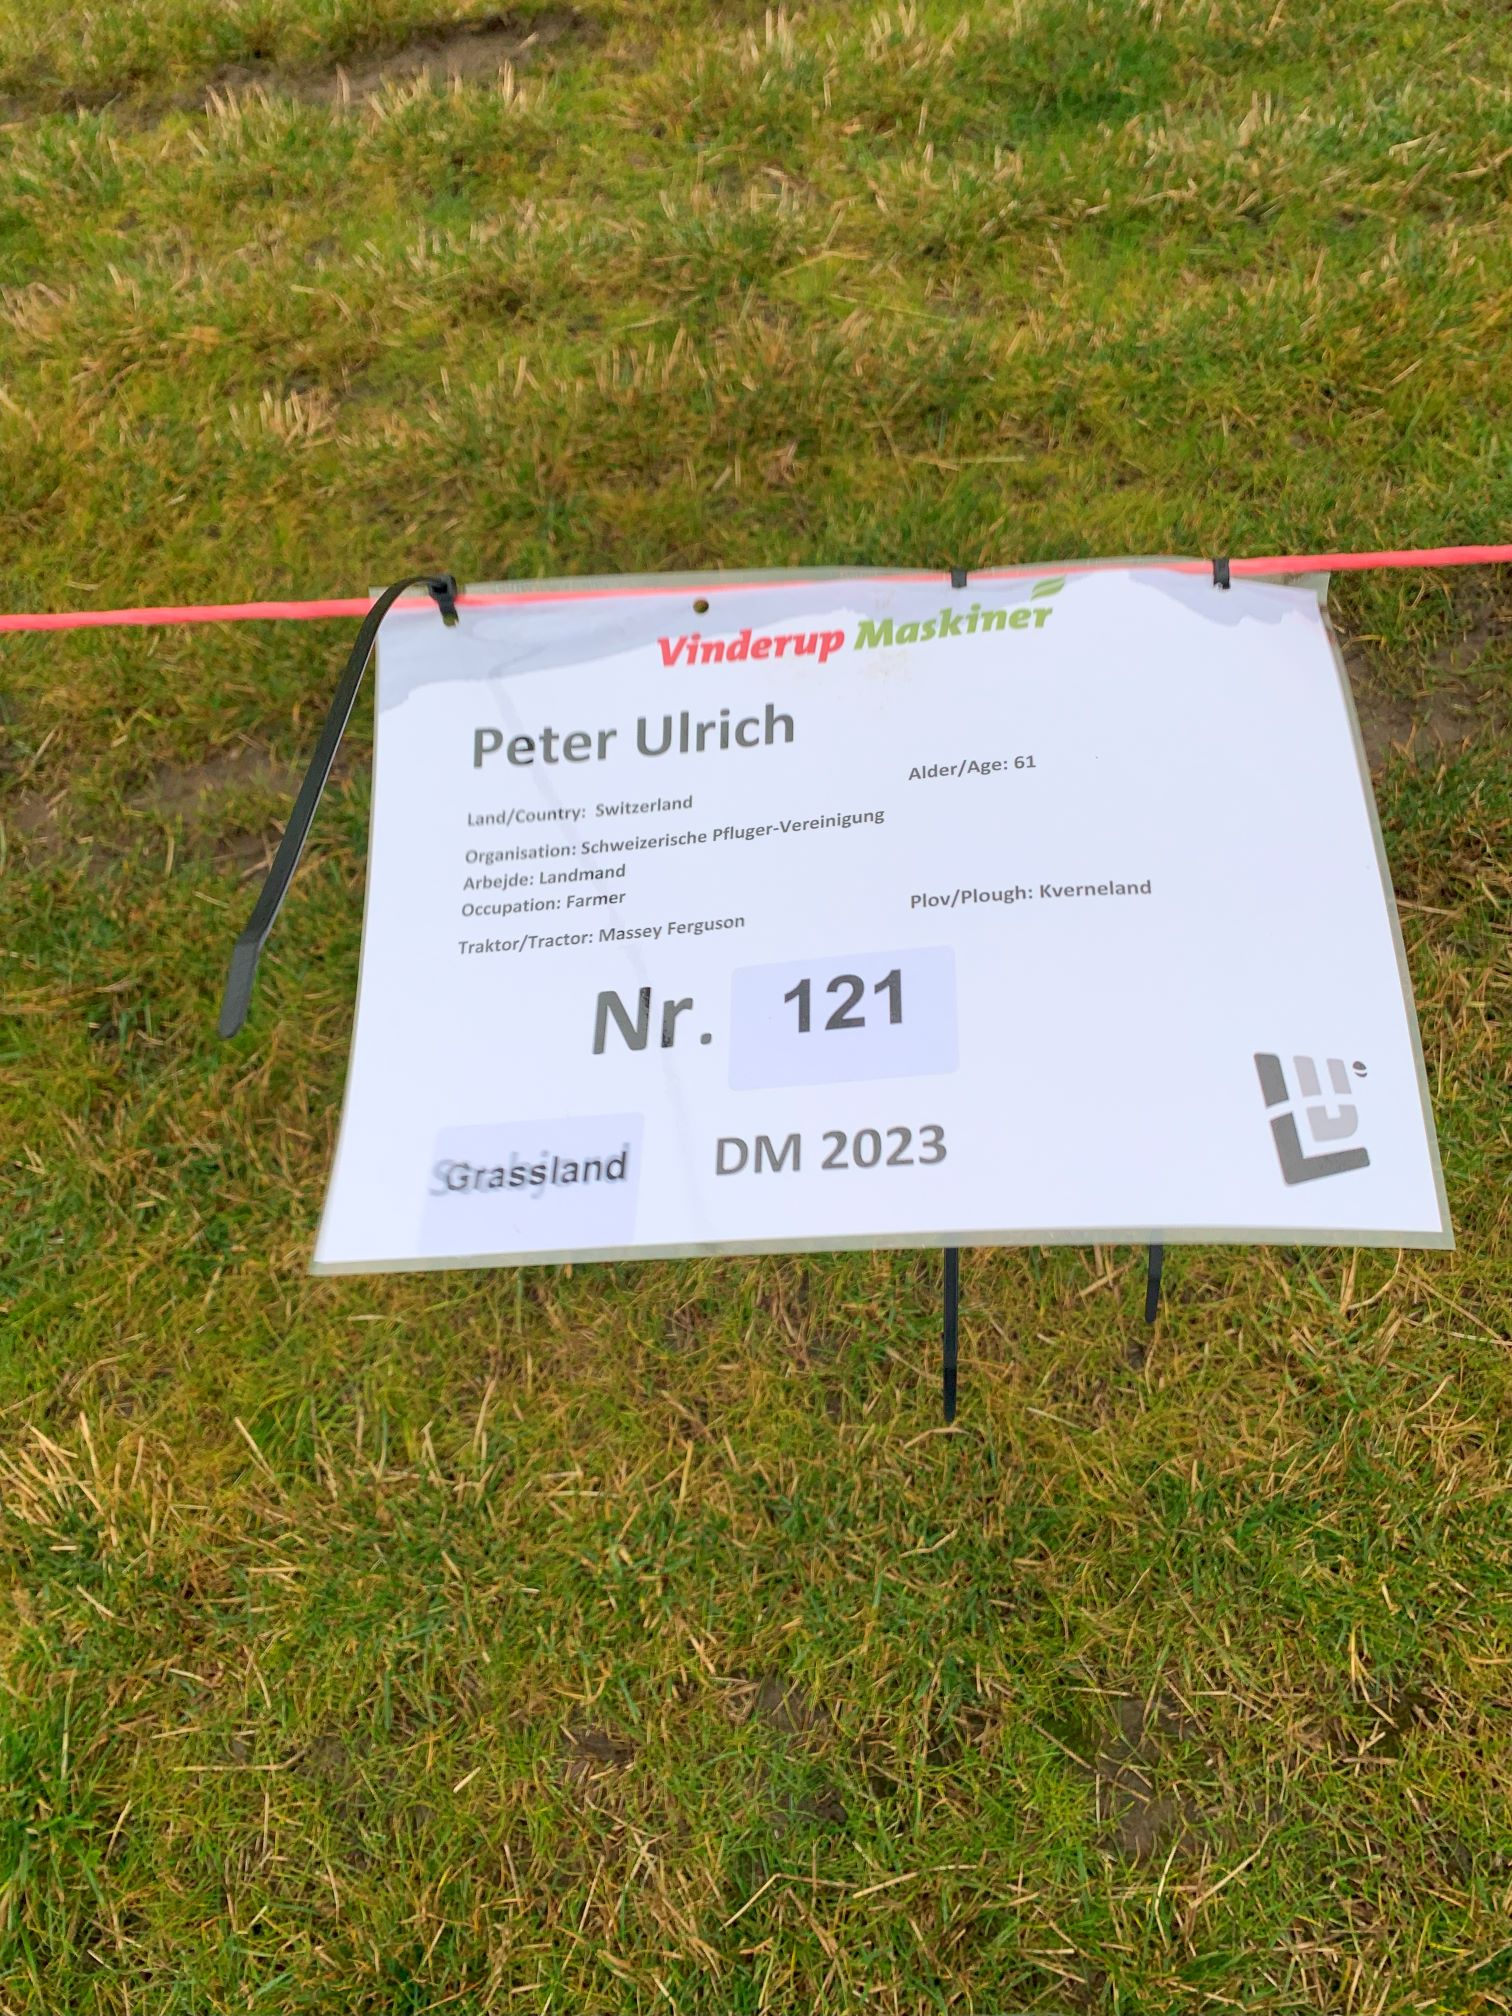 Vinderup Maskiner
Peter Ulrich
Alder/Age: 61
Land/Country: Switzerland
Organisation: Schweizerische Pfluger-Vereinigung
Arbejde: Landmand
Occupation: Farmer
Plov/Plough: Kverneland
Traktor/Tractor: Massey Ferguson
Nr. 121
Grassland
DM 2023